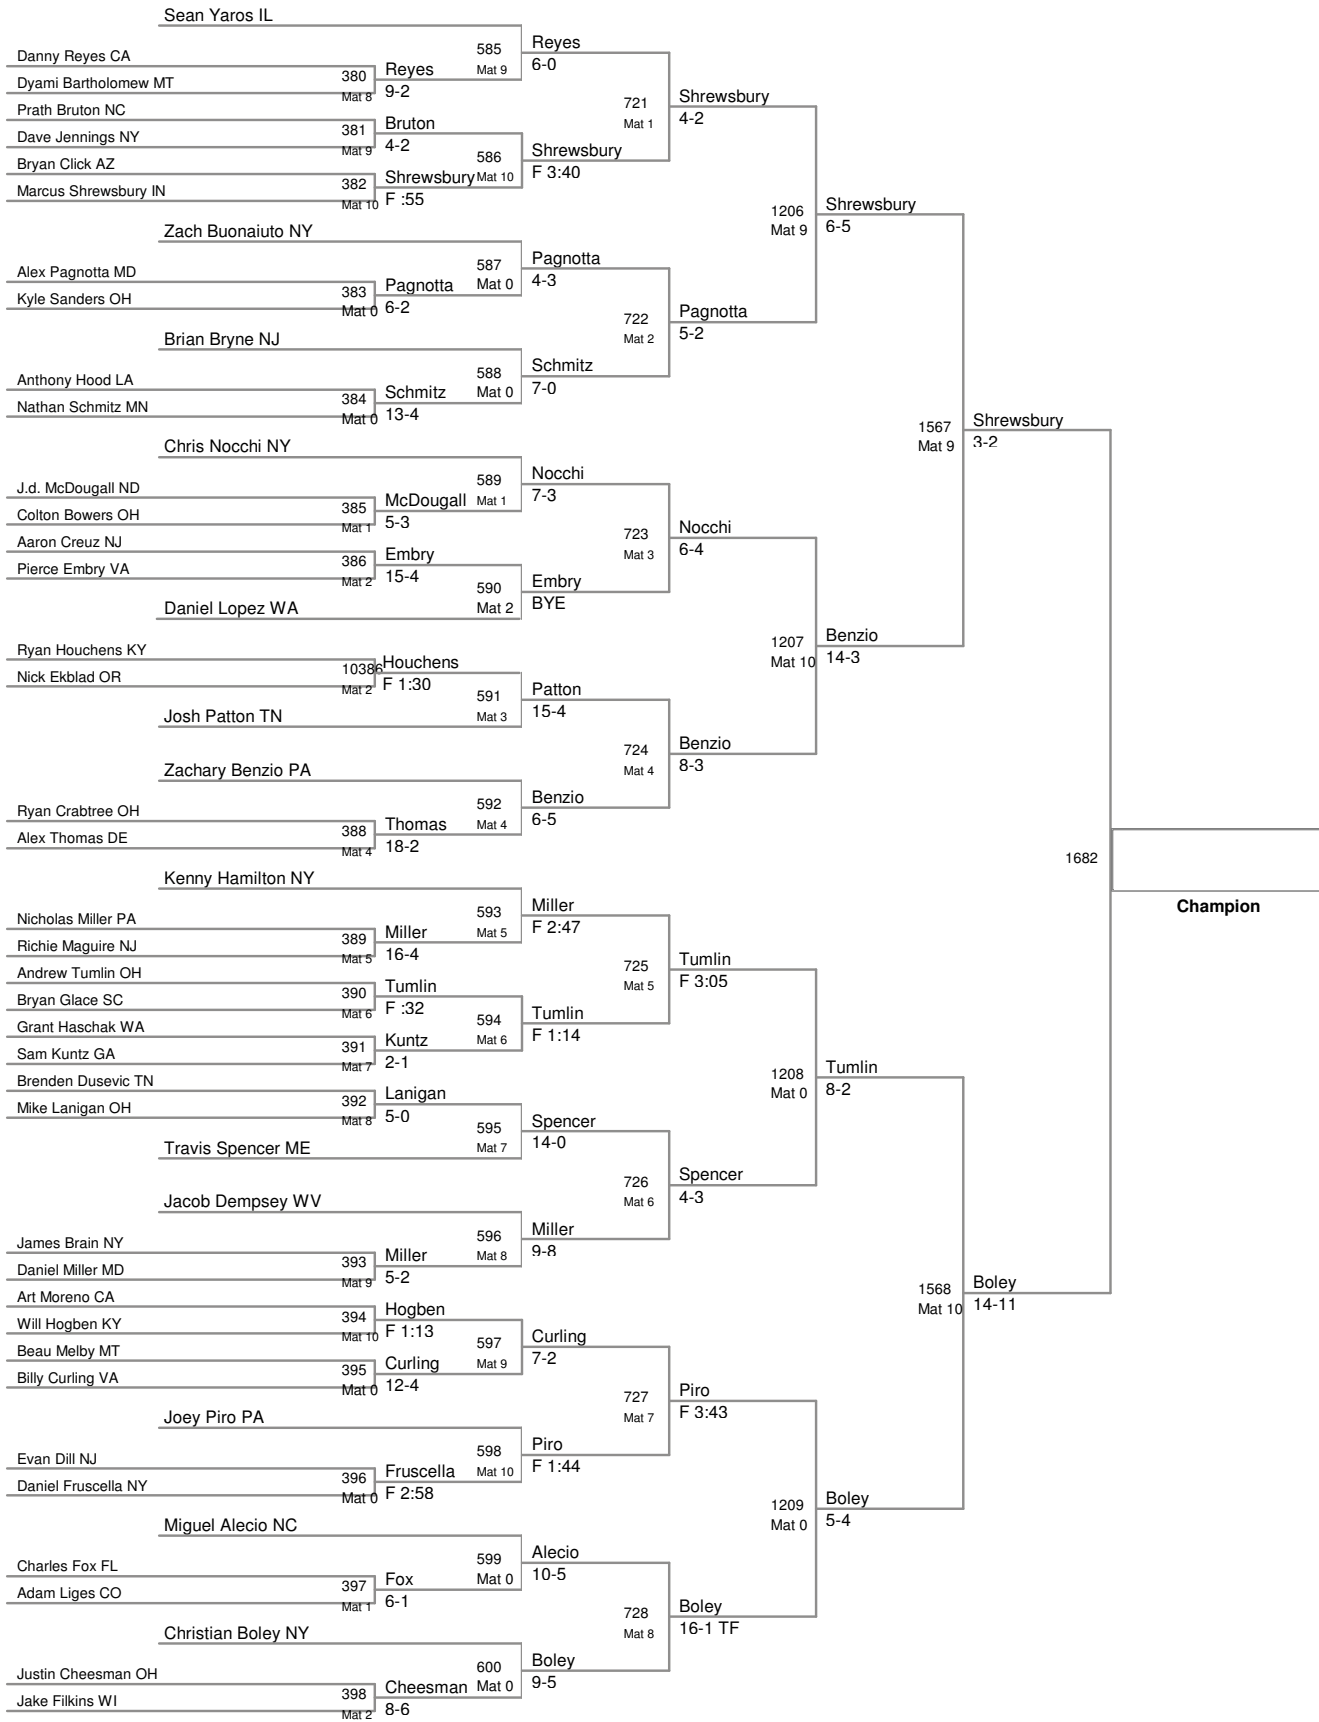 Sean Yaros IL
Reyes
585
Mat 9
6-0
Danny Reyes CA
380
Mat 8
Reyes
9-2
Dyami Bartholomew MT
721
Mat 1
Shrewsbury
4-2
Prath Bruton NC
381
Mat 9
Bruton
4-2
Dave Jennings NY
586
Mat 10
Shrewsbury
F 3:40
Bryan Click AZ
382
Mat 10
Shrewsbury
F :55
Marcus Shrewsbury IN
1206
Mat 9
Shrewsbury
6-5
Zach Buonaiuto NY
587
Mat 0
Pagnotta
4-3
Alex Pagnotta MD
383
Mat 0
Pagnotta
6-2
Kyle Sanders OH
722
Mat 2
Pagnotta
5-2
Brian Bryne NJ
588
Mat 0
Schmitz
7-0
Anthony Hood LA
384
Mat 0
Schmitz
13-4
Nathan Schmitz MN
1567
Mat 9
Shrewsbury
3-2
Chris Nocchi NY
589
Mat 1
Nocchi
7-3
J.d. McDougall ND
385
Mat 1
McDougall
5-3
Colton Bowers OH
723
Mat 3
Nocchi
6-4
Aaron Creuz NJ
386
Mat 2
Embry
15-4
Pierce Embry VA
590
Mat 2
Embry
BYE
Daniel Lopez WA
1207
Mat 10
Benzio
14-3
Ryan Houchens KY
10386
Mat 2
Houchens
F 1:30
Nick Ekblad OR
591
Mat 3
Patton
15-4
Josh Patton TN
724
Mat 4
Benzio
8-3
Zachary Benzio PA
592
Mat 4
Benzio
6-5
Ryan Crabtree OH
388
Mat 4
Thomas
18-2
Alex Thomas DE
1682
Champion
Kenny Hamilton NY
593
Mat 5
Miller
F 2:47
Nicholas Miller PA
389
Mat 5
Miller
16-4
Richie Maguire NJ
725
Mat 5
Tumlin
F 3:05
Andrew Tumlin OH
390
Mat 6
Tumlin
F :32
Bryan Glace SC
594
Mat 6
Tumlin
F 1:14
Grant Haschak WA
391
Mat 7
Kuntz
2-1
Sam Kuntz GA
1208
Mat 0
Tumlin
8-2
Brenden Dusevic TN
392
Mat 8
Lanigan
5-0
Mike Lanigan OH
595
Mat 7
Spencer
14-0
Travis Spencer ME
726
Mat 6
Spencer
4-3
Jacob Dempsey WV
596
Mat 8
Miller
9-8
James Brain NY
393
Mat 9
Miller
5-2
Daniel Miller MD
1568
Mat 10
Boley
14-11
Art Moreno CA
394
Mat 10
Hogben
F 1:13
Will Hogben KY
597
Mat 9
Curling
7-2
Beau Melby MT
395
Mat 0
Curling
12-4
Billy Curling VA
727
Mat 7
Piro
F 3:43
Joey Piro PA
598
Mat 10
Piro
F 1:44
Evan Dill NJ
396
Mat 0
Fruscella
F 2:58
Daniel Fruscella NY
1209
Mat 0
Boley
5-4
Miguel Alecio NC
599
Mat 0
Alecio
10-5
Charles Fox FL
397
Mat 1
Fox
6-1
Adam Liges CO
728
Mat 8
Boley
16-1 TF
Christian Boley NY
600
Mat 0
Boley
9-5
Justin Cheesman OH
398
Mat 2
Cheesman
8-6
Jake Filkins WI